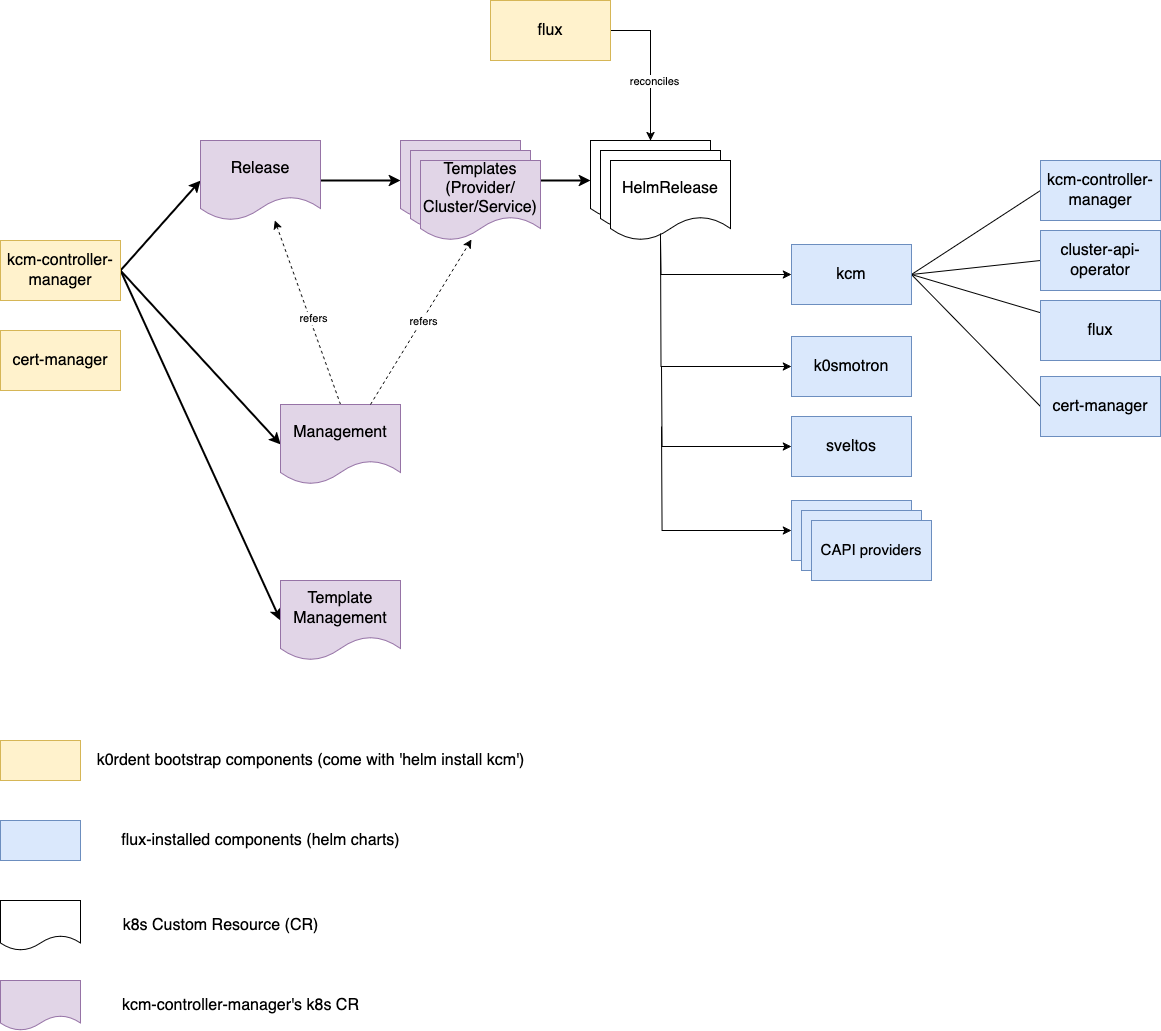 flux
reconciles
Release
Templates
(Provider/
Cluster/Service)
HelmRelease
kcm-controller-
manager
cert-manager
refers
refers
Management
Template
Management
kcm
k0smotron
sveltos
CAPI providers
kcm-controller-
manager
cluster-api-
operator
flux
cert-manager
k0rdent bootstrap components (come with 'helm install kcm')
flux-installed components (helm charts)
k8s Custom Resource (CR)
kcm-controller-manager's k8s CR